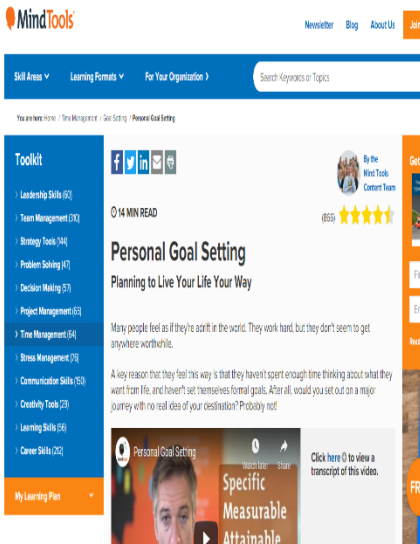 MindTools
Newsletter Blog About Us Join
Skill Areas Learning Formats For Your Organization
Search Keywords or Topics
You are here: Home / Time Management / Goal Setting / Personal Goal Setting
Toolkit
Leadership Skills (60)
Team Management (310)
Strategy Tools (144)
Problem Solving (47)
Decision Making (57)
Project Management (65)
Time Management (64)
Stress Management (76)
Communication Skills (150)
Creativity Tools (29)
Learning Skills (56)
Career Skills (212)
My Learning Plan
By the
Mind Tools
Content Team
14 MIN READ
Personal Goal Setting
Planning to Live Your Life Your Way
Many people feel as if they're adrift in the world. They work hard, but they don't seem to get
anywhere worthwhile.
A key reason that they feel this way is that they haven't spent enough time thinking about what they
want from life, and haven't set themselves formal goals. After all, would you set out on a major
journey with no real idea of your destination? Probably not!
Personal Goal Setting
Watch later Share
Specific
Measurable
Attainable
Click here to view a
transcript of this video.
Get